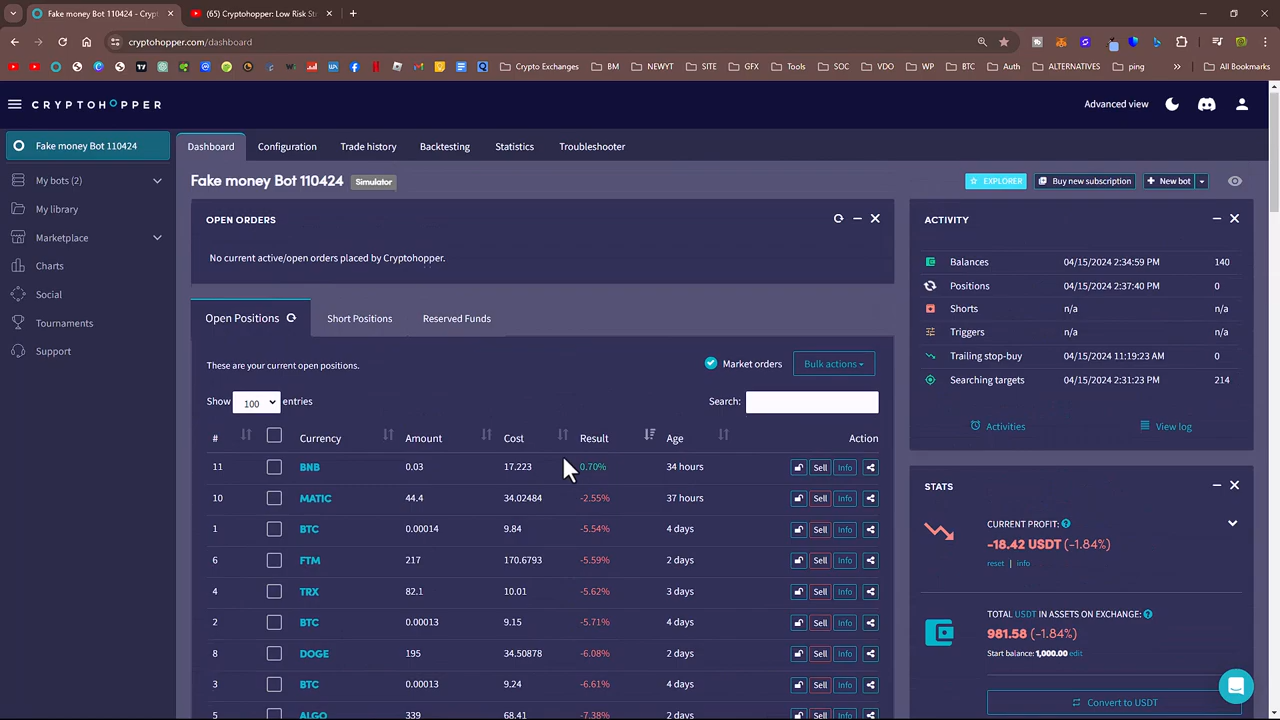 Fake money Bot 110424 - Crypt
(65) Cryptohopper: Low Risk St
cryptohopper.com/dashboard
Crypto Exchanges
BM
NEWYT
STE
GFX
Tools
SOC
VDO
WP
BTC
Auth
ALTERNATIVES
ping
All Bookmarks
CRYPTOHOPPER
Advanced view
Fake money Bot 110424
My bots (2)
My library
Marketplace
Charts
Social
Tournaments
Support
Dashboard Configuration Trade history Backtesting Statistics Troubleshooter
Fake money Bot 110424 Simulator
EXPLORER Buy new subscription + New bot
OPEN ORDERS
No current active/open orders placed by Cryptohopper.
Open Positions Short Positions Reserved Funds
These are your current open positions.
Market orders Bulk actions
Show 100 entries
Search:
# Currency Amount Cost Result Age Action
11 BNB 0.03 17.223 0.70% 34 hours Sell Info
10 MATIC 44.4 34.02484 -2.55% 37 hours Sell Info
1 BTC 0.00014 9.84 -5.54% 4 days Sell Info
6 FTM 217 170.6793 -5.59% 2 days Sell Info
4 TRX 82.1 10.01 -5.62% 3 days Sell Info
2 BTC 0.00013 9.15 -5.71% 4 days Sell Info
8 DOGE 195 34.50878 -6.08% 2 days Sell Info
3 BTC 0.00013 9.24 -6.61% 4 days Sell Info
5 ALGO 339 68.41 -7.38% 2 days Sell Info
ACTIVITY
Balances 04/15/2024 2:34:59 PM 140
Positions 04/15/2024 2:37:40 PM 0
Shorts n/a n/a
Triggers n/a n/a
Trailing stop-buy 04/15/2024 11:19:23 AM 0
Searching targets 04/15/2024 2:31:23 PM 214
Activities View log
STATS
CURRENT PROFIT:
-18.42 USDT (-1.84%)
reset | info
TOTAL USDT IN ASSETS ON EXCHANGE:
981.58 (-1.84%)
Start balance: 1,000.00 edit
Convert to USDT